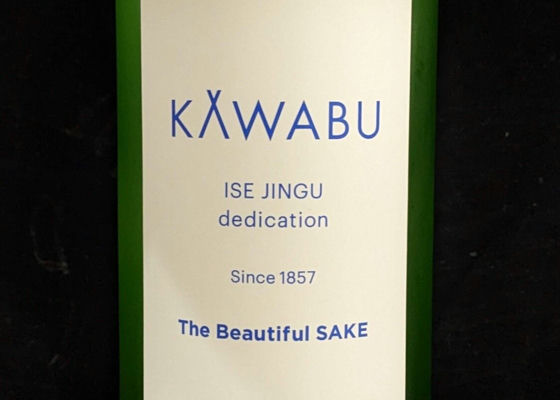 KAWABU
ISE JINGU
dedication
Since 1857
The Beautiful SAKE